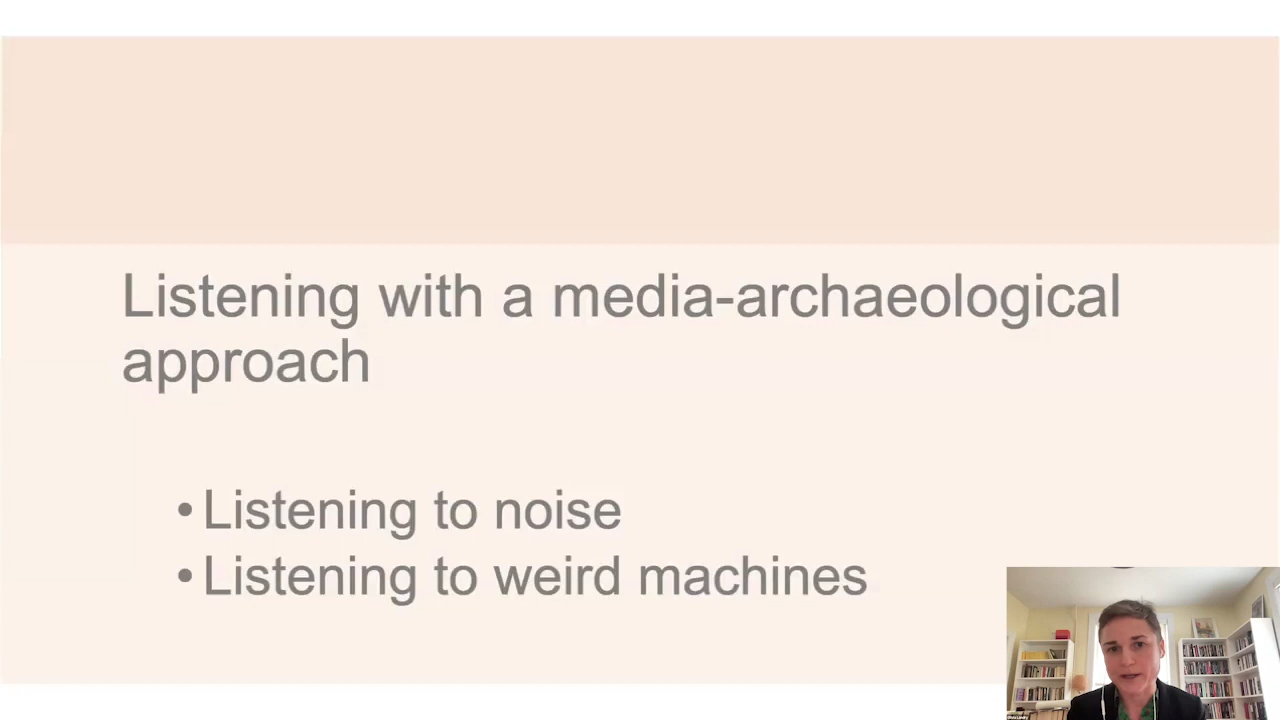 Listening with a media-archaeological
approach
• Listening to noise
• Listening to weird machines